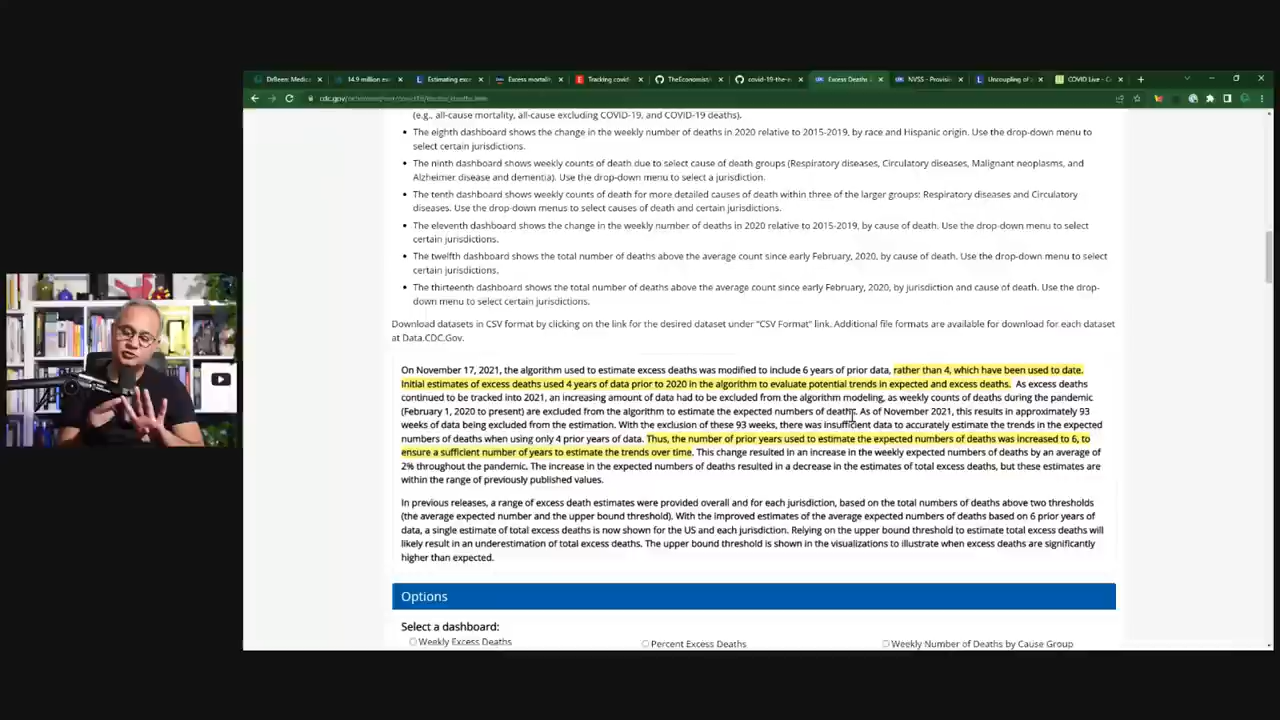 DrBeen: Medic
14.9 million ex
Estimating exce
Excess mortali
Tracking covid
TheEconomist/
covid-19-the-e
Excess Deaths
NVSS - Provisio
Uncoupling of
COVID Live - C
(e.g., all-cause mortality, all-cause excluding COVID-19, and COVID-19 deaths).
• The eighth dashboard shows the change in the weekly number of deaths in 2020 relative to 2015-2019, by race and Hispanic origin. Use the drop-down menu to
select certain jurisdictions.
• The ninth dashboard shows weekly counts of death due to select cause of death groups (Respiratory diseases, Circulatory diseases, Malignant neoplasms, and
Alzheimer disease and dementia). Use the drop-down menu to select a jurisdiction.
• The tenth dashboard shows weekly counts of death for more detailed causes of death within three of the larger groups: Respiratory diseases and Circulatory
diseases. Use the drop-down menus to select causes of death and certain jurisdictions.
• The eleventh dashboard shows the change in the weekly number of deaths in 2020 relative to 2015-2019, by cause of death. Use the drop-down menu to select
certain jurisdictions.
• The twelfth dashboard shows the total number of deaths above the average count since early February, 2020, by cause of death. Use the drop-down menu to select
certain jurisdictions.
• The thirteenth dashboard shows the total number of deaths above the average count since early February, 2020, by jurisdiction and cause of death. Use the drop-
down menu to select certain jurisdictions.
Download datasets in CSV format by clicking on the link for the desired dataset under "CSV Format" link. Additional file formats are available for download for each dataset
at Data.CDC.Gov.
On November 17, 2021, the algorithm used to estimate excess deaths was modified to include 6 years of prior data, rather than 4, which have been used to date.
Initial estimates of excess deaths used 4 years of data prior to 2020 in the algorithm to evaluate potential trends in expected and excess deaths. As excess deaths
continued to be tracked into 2021, an increasing amount of data had to be excluded from the algorithm modeling, as weekly counts of deaths during the pandemic
(February 1, 2020 to present) are excluded from the algorithm to estimate the expected numbers of deaths. As of November 2021, this results in approximately 93
weeks of data being excluded from the estimation. With the exclusion of these 93 weeks, there was insufficient data to accurately estimate the trends in the expected
numbers of deaths when using only 4 prior years of data. Thus, the number of prior years used to estimate the expected numbers of deaths was increased to 6, to
ensure a sufficient number of years to estimate the trends over time. This change resulted in an increase in the weekly expected numbers of deaths by an average of
2% throughout the pandemic. The increase in the expected numbers of deaths resulted in a decrease in the estimates of total excess deaths, but these estimates are
within the range of previously published values.
In previous releases, a range of excess death estimates were provided overall and for each jurisdiction, based on the total numbers of deaths above two thresholds
(the average expected number and the upper bound threshold). With the improved estimates of the average expected numbers of deaths based on 6 prior years of
data, a single estimate of total excess deaths is now shown for the US and each jurisdiction. Relying on the upper bound threshold to estimate total excess deaths will
likely result in an underestimation of total excess deaths. The upper bound threshold is shown in the visualizations to illustrate when excess deaths are significantly
higher than expected.
Options
Select a dashboard:
Weekly Excess Deaths
Percent Excess Deaths
Weekly Number of Deaths by Cause Group